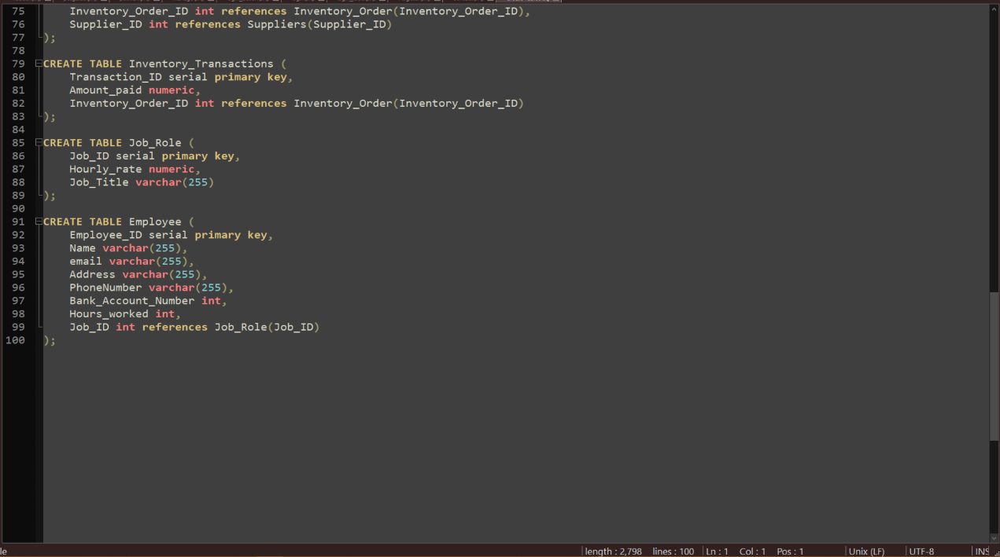 75 Inventory_Order_ID int references Inventory_Order(Inventory_Order_ID),
76 Supplier_ID int references Suppliers(Supplier_ID)
77 );
78
79 CREATE TABLE Inventory_Transactions (
80 Transaction_ID serial primary key,
81 Amount_paid numeric,
82 Inventory_Order_ID int references Inventory_Order(Inventory_Order_ID)
83 );
84
85 CREATE TABLE Job_Role (
86 Job_ID serial primary key,
87 Hourly_rate numeric,
88 Job_Title varchar(255)
89 );
90
91 CREATE TABLE Employee (
92 Employee_ID serial primary key,
93 Name varchar(255),
94 email varchar(255),
95 Address varchar(255),
96 PhoneNumber varchar(255),
97 Bank_Account_Number int,
98 Hours_worked int,
99 Job_ID int references Job_Role(Job_ID)
100 );
le length : 2,798 lines : 100 Ln : 1 Col : 1 Pos : 1 Unix (LF) UTF-8 INS